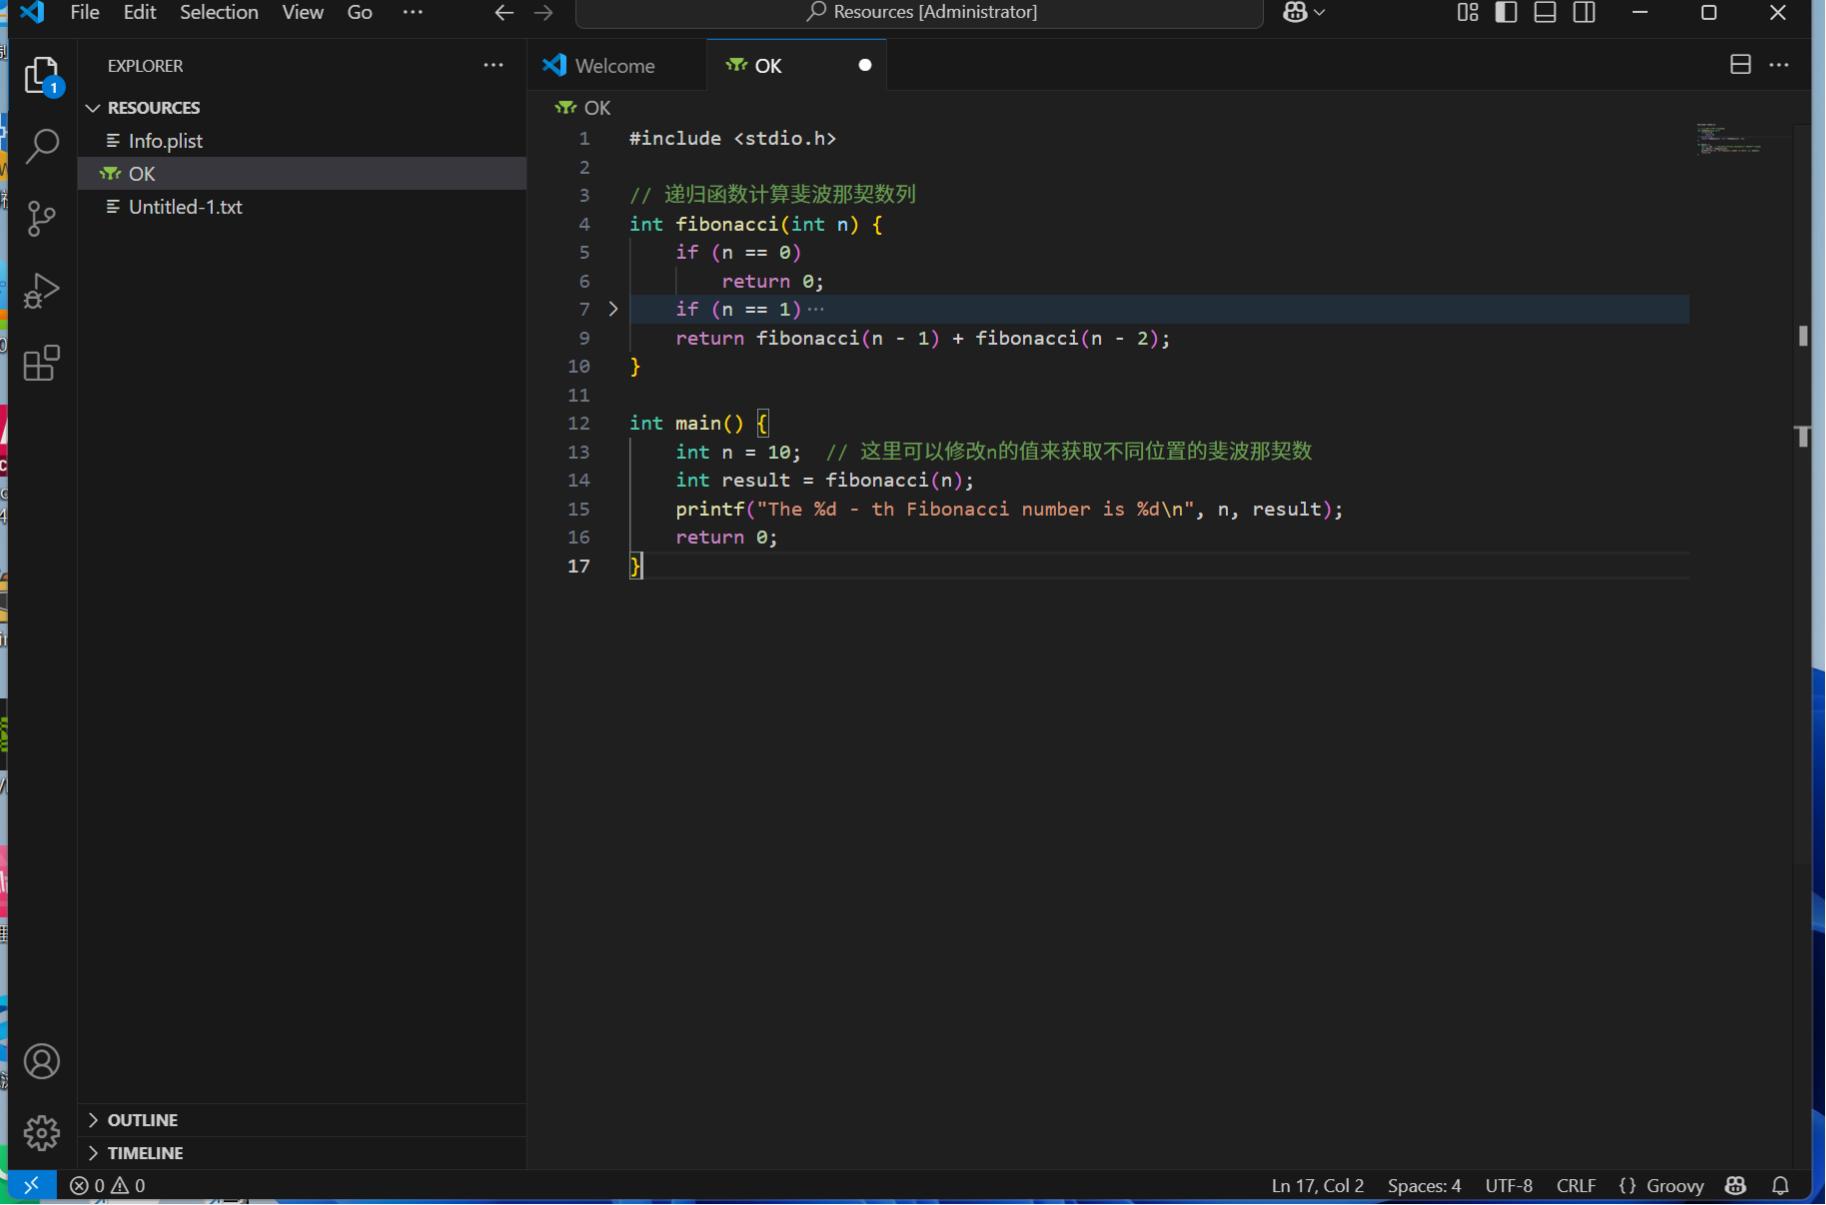 File Edit Selection View Go ···
Resources [Administrator]
1
EXPLORER ···
RESOURCES
Info.plist
OK
Untitled-1.txt
OUTLINE
TIMELINE
Welcome
OK
OK
1 #include <stdio.h>
2
3 // 递归函数计算斐波那契数列
4 int fibonacci(int n) {
5 if (n == 0)
6 return 0;
7 if (n == 1)···
9 return fibonacci(n - 1) + fibonacci(n - 2);
10 }
11
12 int main() {
13 int n = 10; // 这里可以修改n的值来获取不同位置的斐波那契数
14 int result = fibonacci(n);
15 printf("The %d - th Fibonacci number is %d\n", n, result);
16 return 0;
17 }
0 0
Ln 17, Col 2 Spaces: 4 UTF-8 CRLF {} Groovy